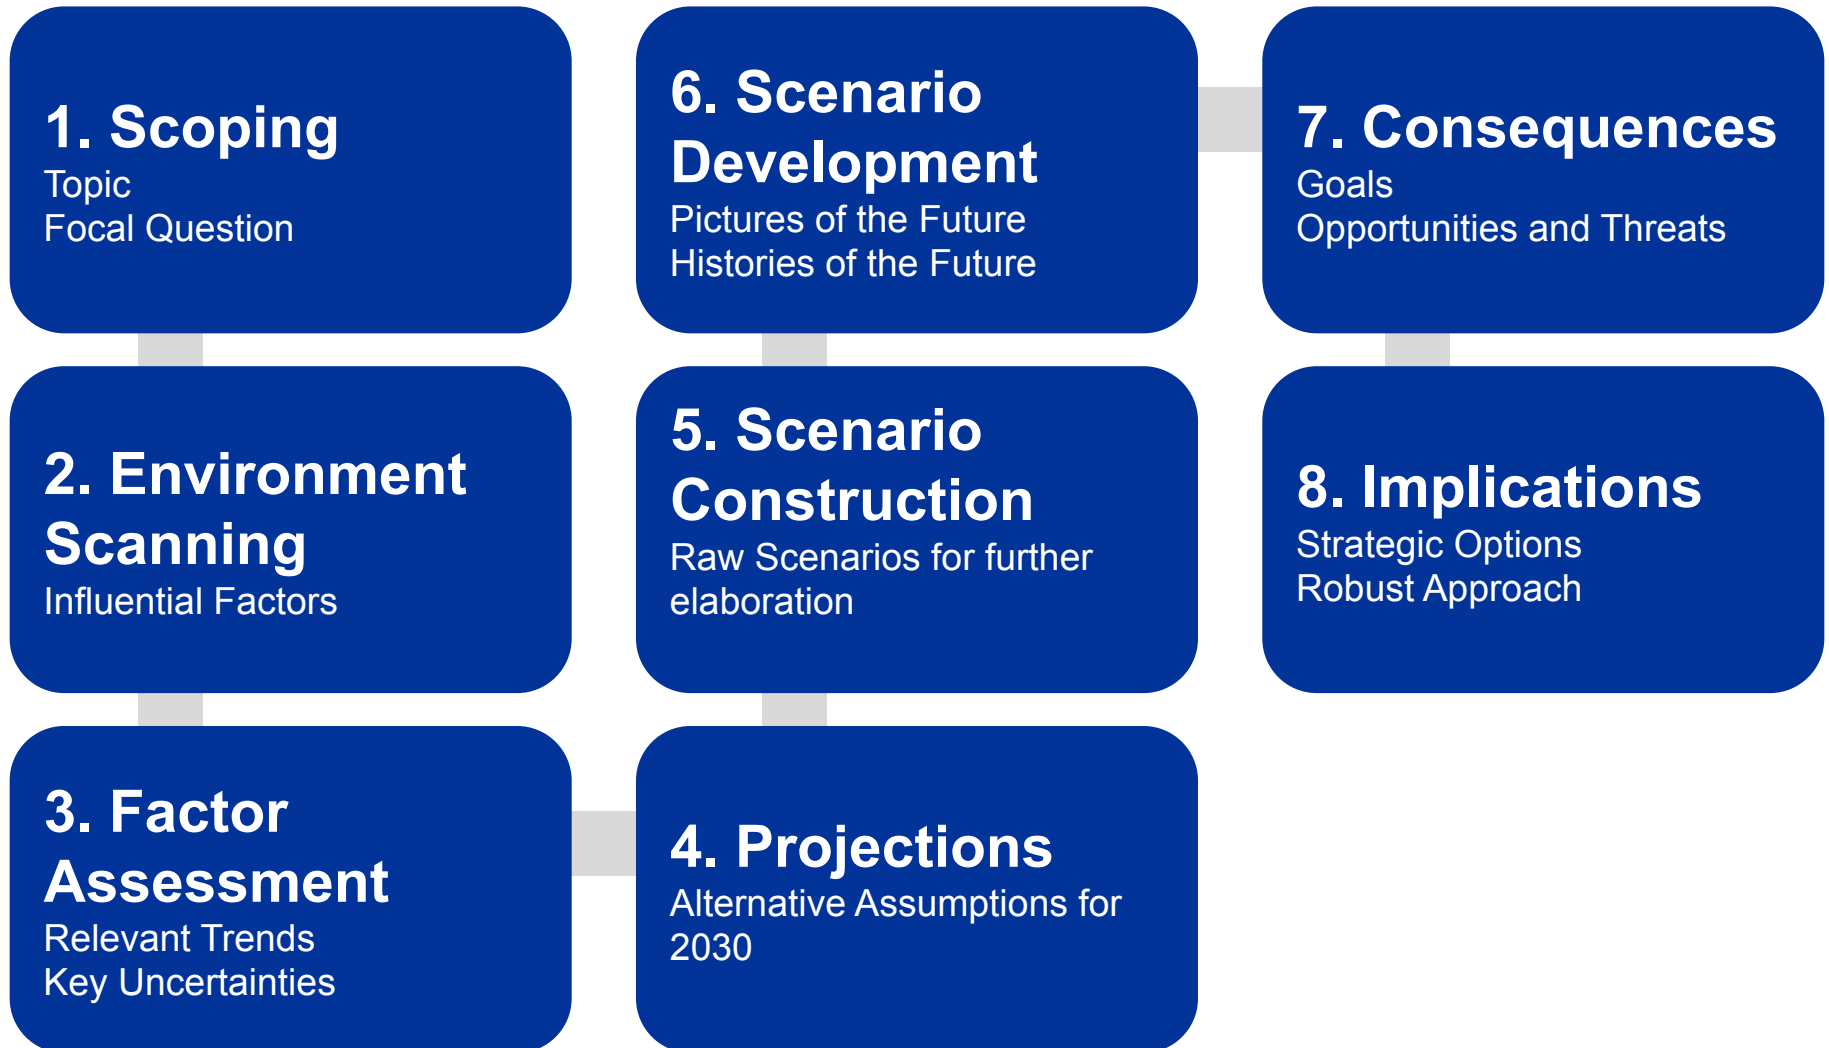 1. Scoping
Topic
Focal Question
2. Environment
Scanning
Influential Factors
3. Factor
Assessment
Relevant Trends
Key Uncertainties
4. Projections
Alternative Assumptions for
2030
5. Scenario
Construction
Raw Scenarios for further
elaboration
6. Scenario
Development
Pictures of the Future
Histories of the Future
7. Consequences
Goals
Opportunities and Threats
8. Implications
Strategic Options
Robust Approach